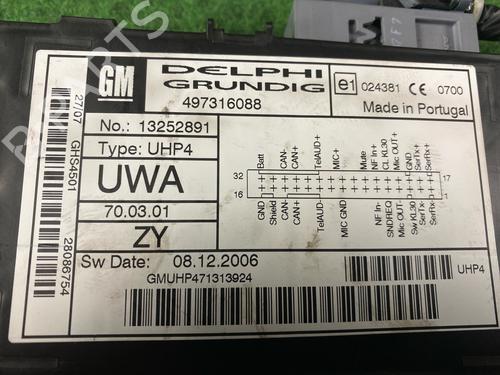 GM
DELPHI
GRUNDIG
497316088
e1 024381 CE 0700
Made in Portugal
27/07
GHS4501
28086754
No.: 13252891
Type: UHP4
UWA
70.03.01
ZY
Sw Date: 08.12.2006
GMUHP471313924
UHP4
Batt
CAN-
CAN+
TelAUD+
MIC+
Mute
NF In+
CL KL30
Mic OUT+
GND
SerTx+
SerRx+
32
17
16
1
GND
Shield
CAN-
CAN+
TelAUD-
MIC GND
NF In-
SNDREQ
Mic OUT-
Sw KL30
SerTx-
SerRx-